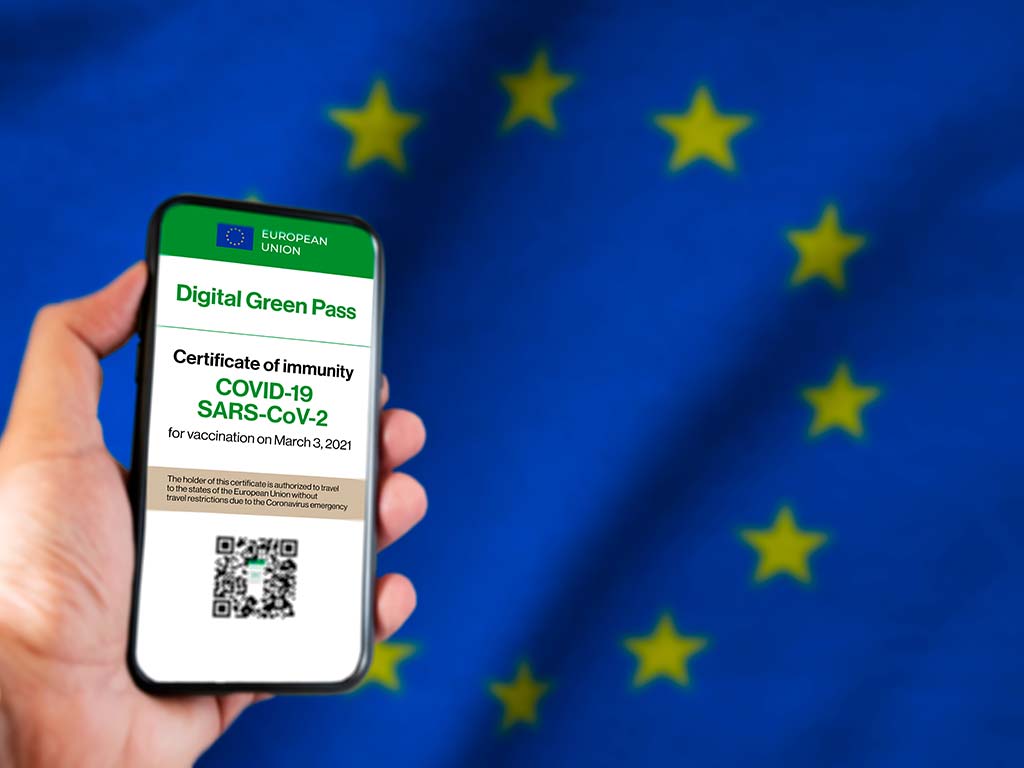 EUROPEAN
UNION
Digital Green Pass
Certificate of immunity
COVID-19
SARS-CoV-2
for vaccination on March 3, 2021
The holder of this certificate is authorized to travel
to the states of the European Union without
travel restrictions due to the Coronavirus emergency